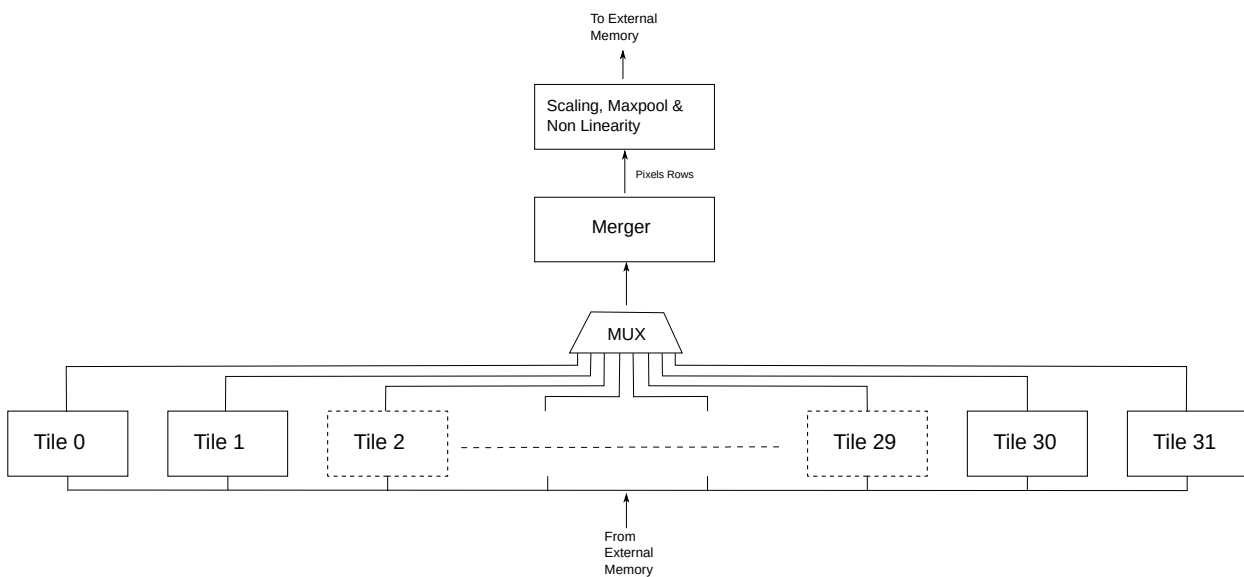 To External
Memory
Scaling, Maxpool &
Non Linearity
Pixels Rows
Merger
MUX
Tile 0
Tile 1
Tile 2
Tile 29
Tile 30
Tile 31
From
External
Memory